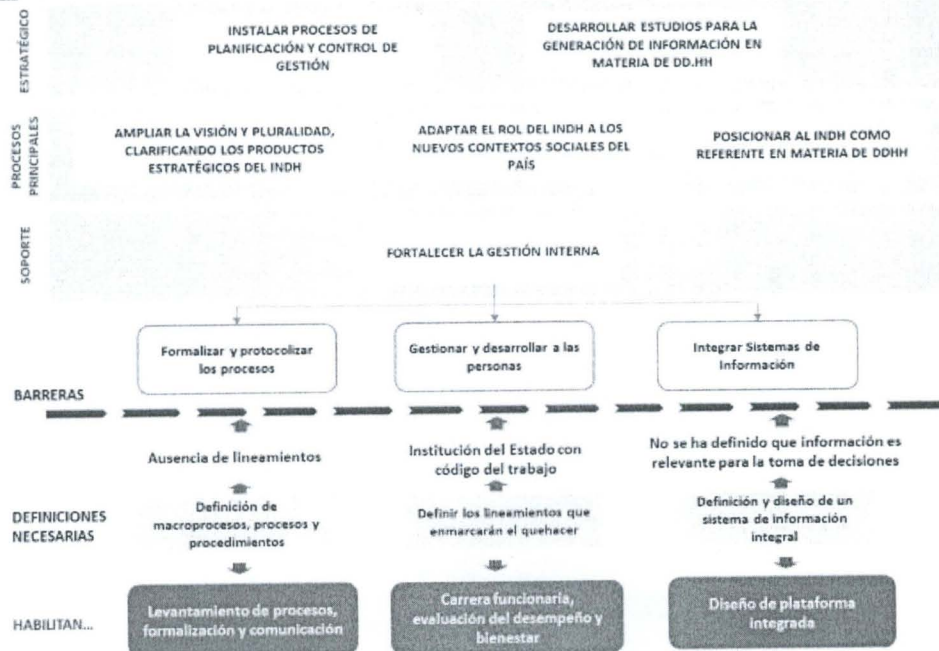 ESTRATÉGICO
INSTALAR PROCESOS DE
PLANIFICACIÓN Y CONTROL DE
GESTIÓN
DESARROLLAR ESTUDIOS PARA LA
GENERACIÓN DE INFORMACIÓN EN
MATERIA DE DD.HH
PROCESOS
PRINCIPALES
AMPLIAR LA VISIÓN Y PLURALIDAD,
CLARIFICANDO LOS PRODUCTOS
ESTRATÉGICOS DEL INDH
ADAPTAR EL ROL DEL INDH A LOS
NUEVOS CONTEXTOS SOCIALES DEL
PAÍS
POSICIONAR AL INDH COMO
REFERENTE EN MATERIA DE DDHH
SOPORTE
FORTALECER LA GESTIÓN INTERNA
Formalizar y protocolizar
los procesos
Gestionar y desarrollar a las
personas
Integrar Sistemas de
Información
BARRERAS
Ausencia de lineamientos
Institución del Estado con
código del trabajo
No se ha definido que información es
relevante para la toma de decisiones
DEFINICIONES
NECESARIAS
Definición de
macroprocesos, procesos y
procedimientos
Definir los lineamientos que
enmarcarán el quehacer
Definición y diseño de un
sistema de información
integral
HABILITAN...
Levantamiento de procesos,
formalización y comunicación
Carrera funcionaria,
evaluación del desempeño y
bienestar
Diseño de plataforma
integrada